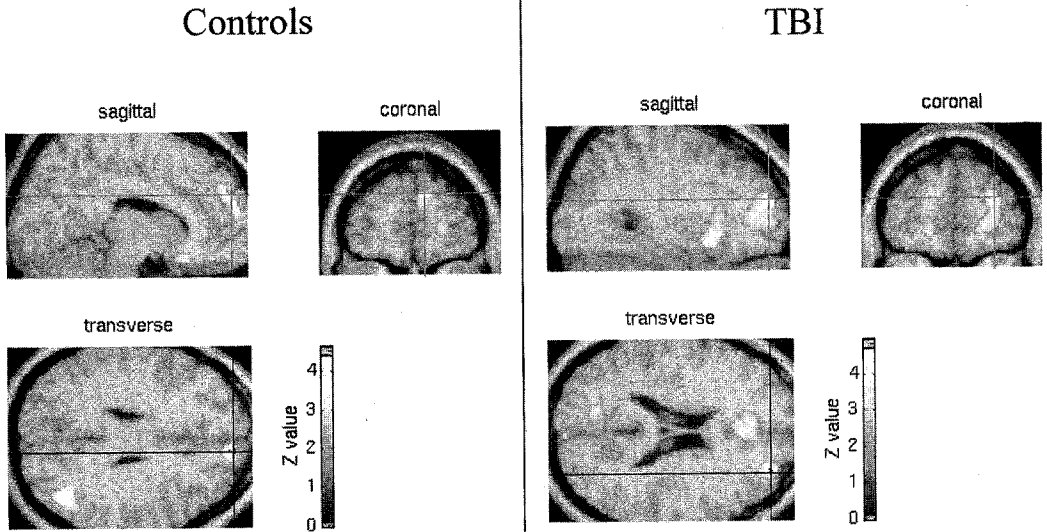 Controls
TBI
sagittal
coronal
transverse
4
3
2
1
0
Z value
sagittal
coronal
transverse
4
3
2
1
0
Z value